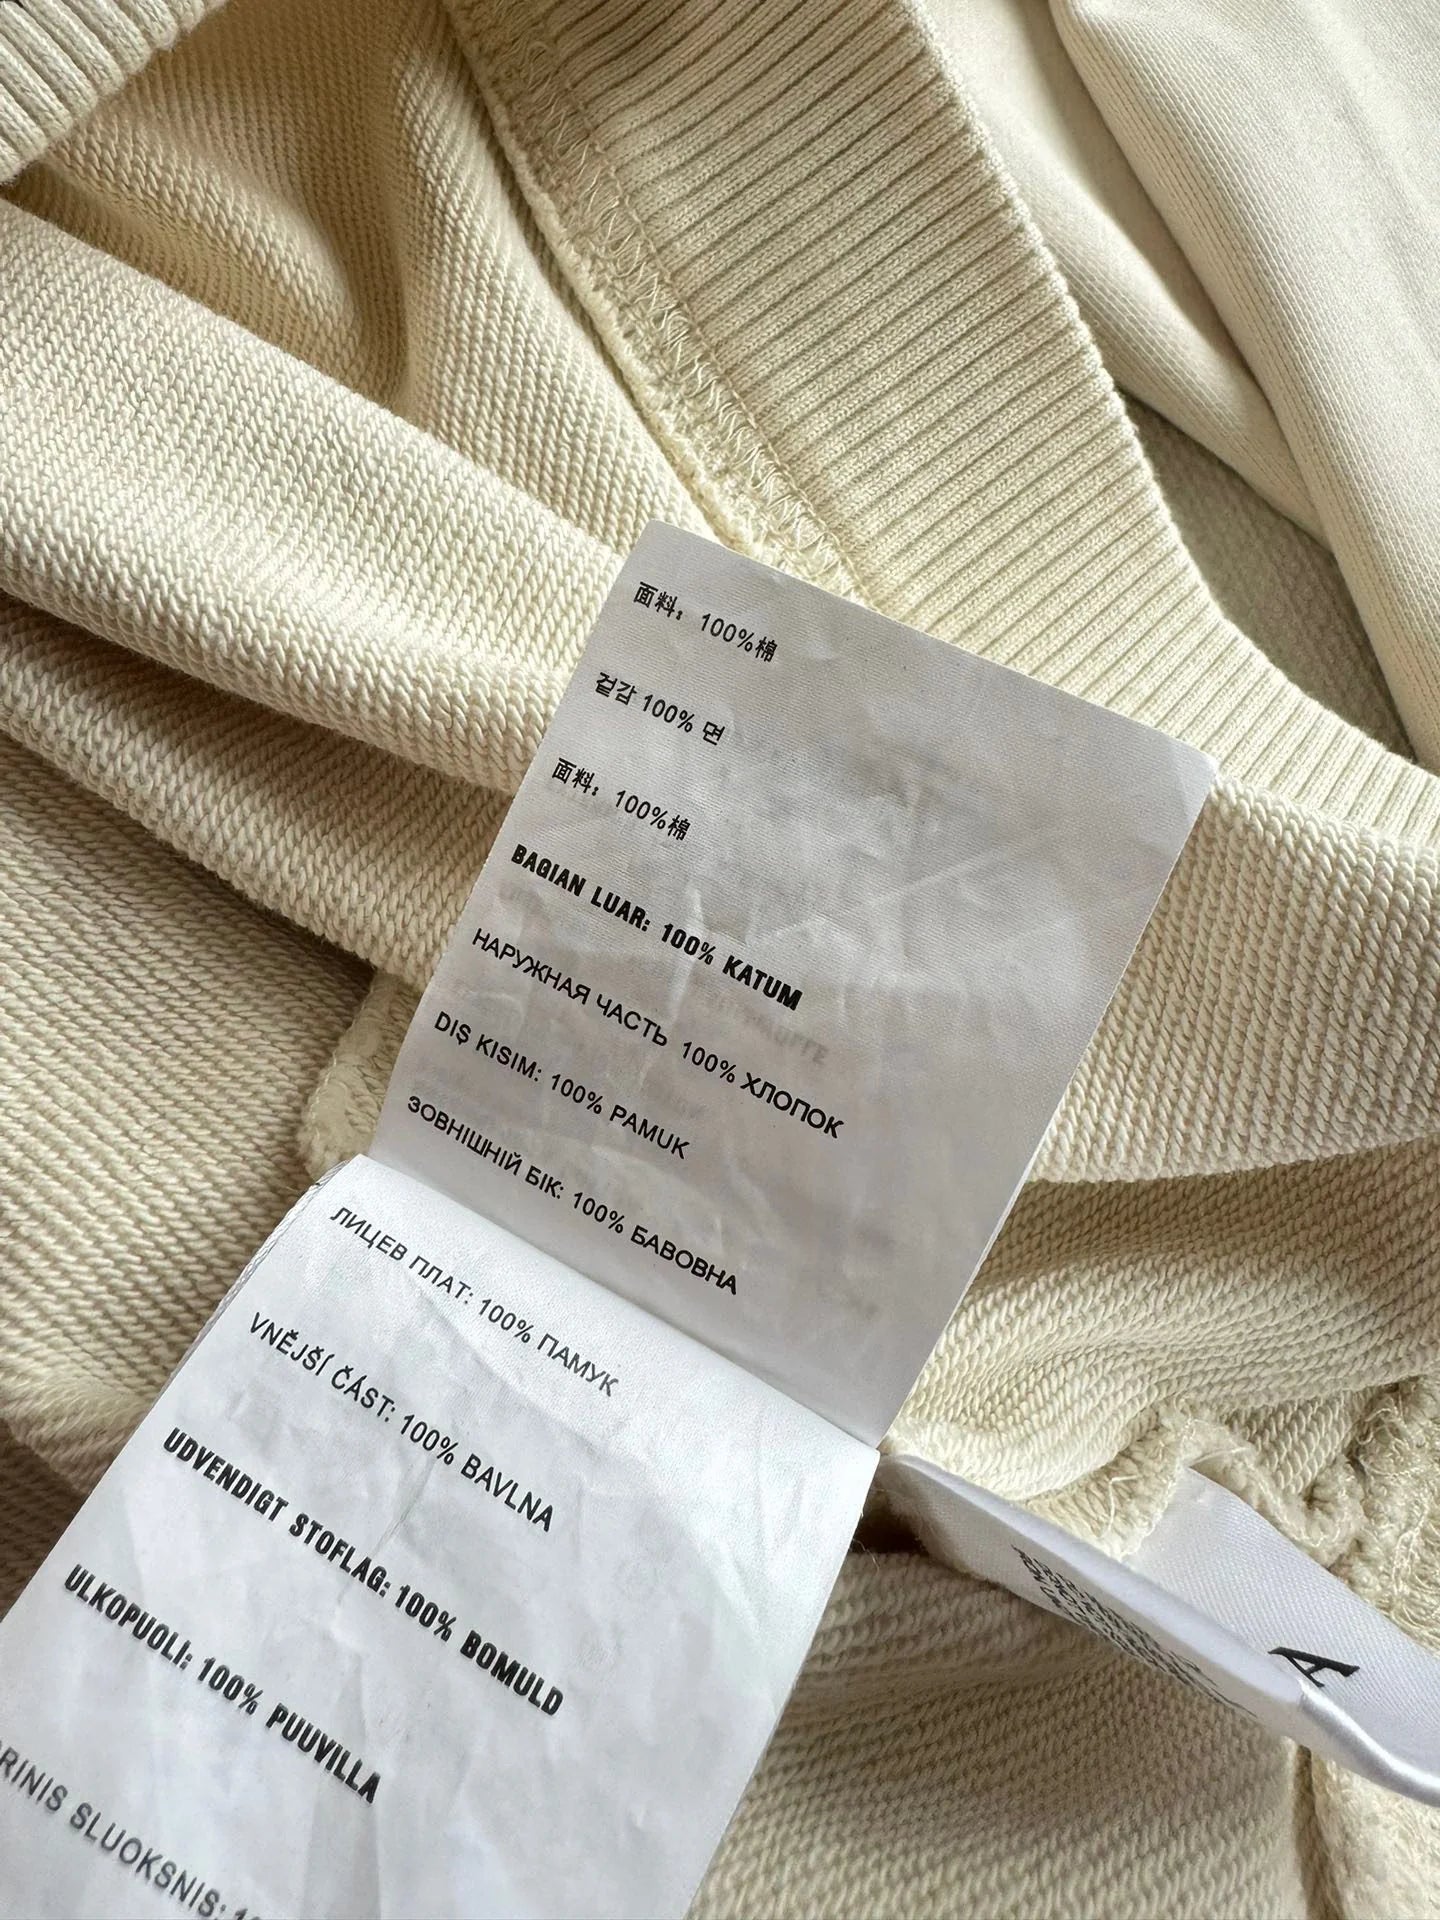 面料：100%棉
겉감 100% 면
面料：100%棉
BAGIAN LUAR: 100% KATUM
НАРУЖНАЯ ЧАСТЬ 100% ХЛОПОК
DIŞ KISIM: 100% PAMUK
ЗОВНІШНІЙ БІК: 100% БАВОВНА
ЛИЦЕВ ПЛАТ: 100% ПАМУК
VNĚJŠÍ ČÁST: 100% BAVLNA
UDVENDIGT STOFLAG: 100% BOMULD
ULKOPUOLI: 100% PUUVILLA
SLUOKSNIS:
A